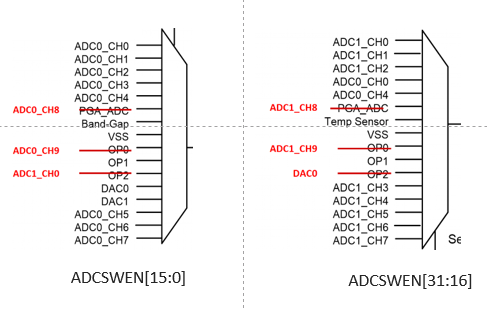 ADC0_CH0
ADC0_CH1
ADC0_CH2
ADC0_CH3
ADC0_CH4
ADC0_CH8 PGA_ADC
Band-Gap
VSS
ADC0_CH9 OP0
OP1
ADC1_CH0 OP2
DAC0
DAC1
ADC0_CH5
ADC0_CH6
ADC0_CH7
ADCSWEN[15:0]
ADC1_CH0
ADC1_CH1
ADC1_CH2
ADC0_CH0
ADC0_CH4
ADC1_CH8 PGA_ADC
Temp Sensor
VSS
ADC1_CH9 OP0
OP1
DAC0 OP2
ADC1_CH3
ADC1_CH4
ADC1_CH5
ADC1_CH6
ADC1_CH7
Se
ADCSWEN[31:16]